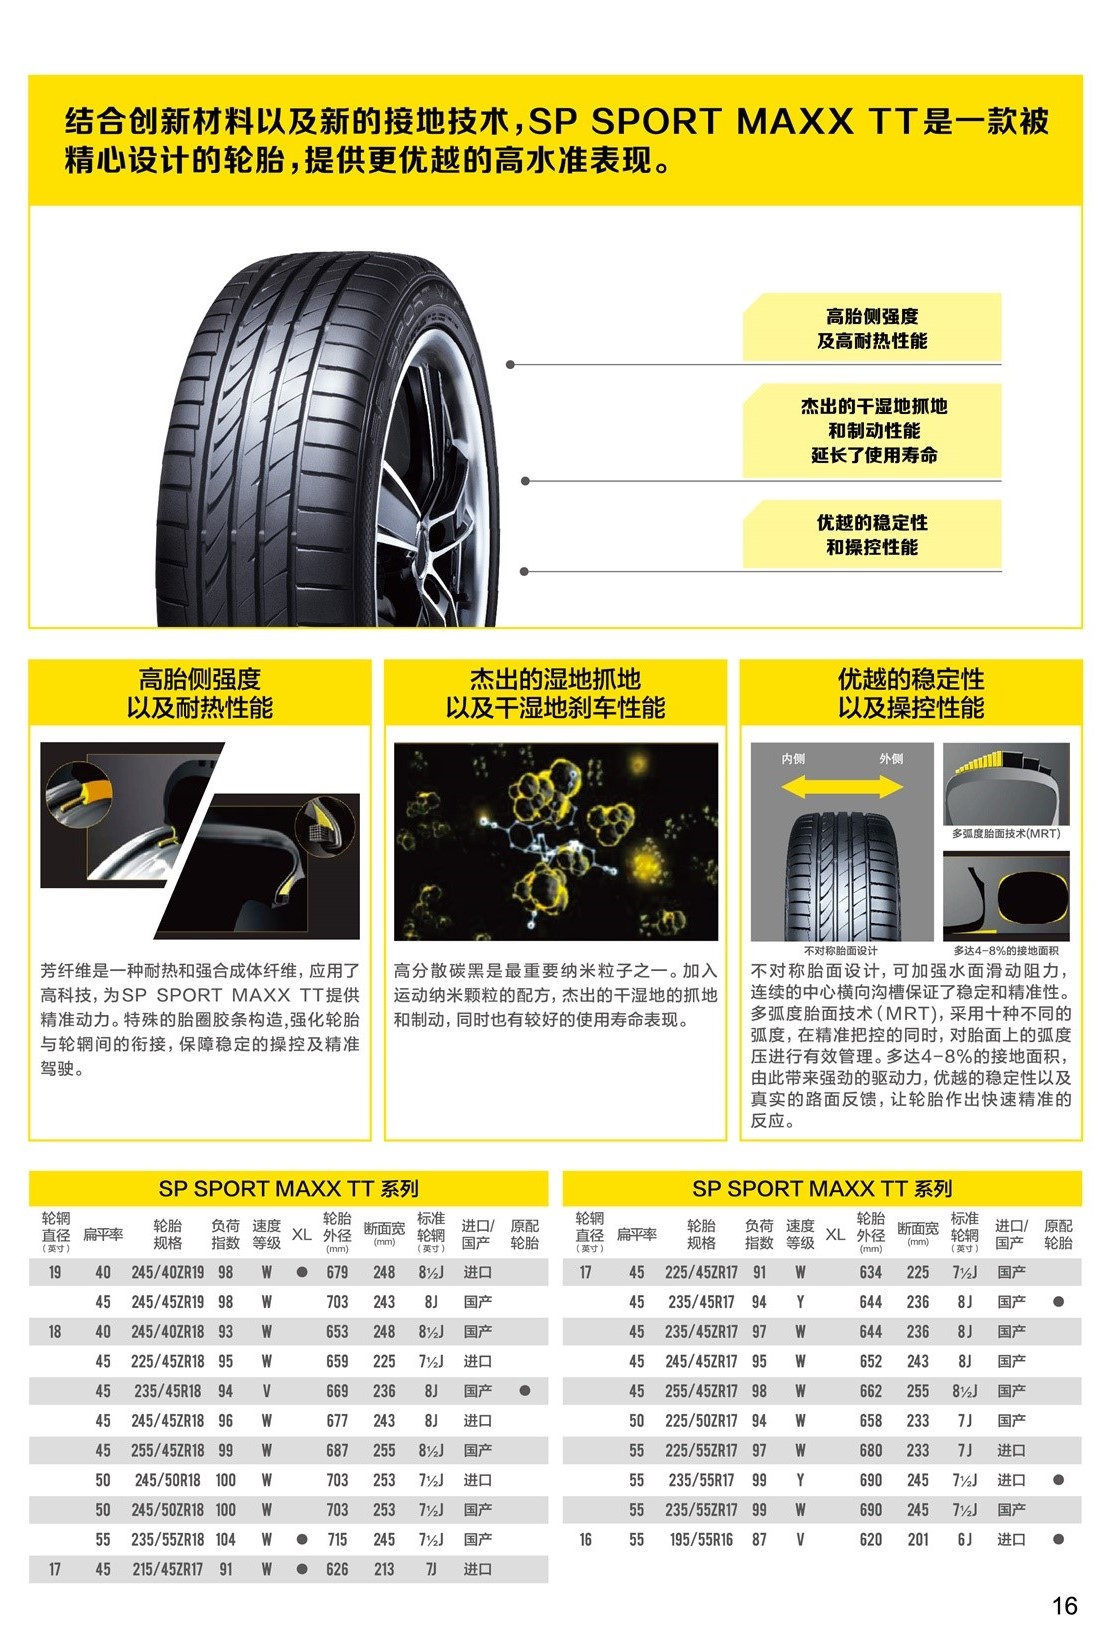 结合创新材料以及新的接地技术,SP SPORT MAXX TT是一款被
精心设计的轮胎,提供更优越的高水准表现。
高胎侧强度
及高耐热性能
杰出的干湿地抓地
和制动性能
延长了使用寿命
优越的稳定性
和操控性能
高胎侧强度
以及耐热性能
芳纤维是一种耐热和强合成体纤维，应用了
高科技，为SP SPORT MAXX TT提供
精准动力。特殊的胎圈胶条构造,强化轮胎
与轮辋间的衔接，保障稳定的操控及精准
驾驶。
杰出的湿地抓地
以及干湿地刹车性能
高分散碳黑是最重要纳米粒子之一。加入
运动纳米颗粒的配方，杰出的干湿地的抓地
和制动，同时也有较好的使用寿命表现。
优越的稳定性
以及操控性能
内侧 外侧
多弧度胎面技术(MRT)
不对称胎面设计
多达4-8%的接地面积
不对称胎面设计，可加强水面滑动阻力，
连续的中心横向沟槽保证了稳定和精准性。
多弧度胎面技术（MRT)，采用十种不同的
弧度，在精准把控的同时，对胎面上的弧度
压进行有效管理。多达4-8%的接地面积，
由此带来强劲的驱动力，优越的稳定性以及
真实的路面反馈，让轮胎作出快速精准的
反应。
SP SPORT MAXX TT 系列
轮辋直径（英寸） 扁平率 轮胎规格 负荷指数 速度等级 XL 轮胎外径(mm) 断面宽(mm) 标准轮辋（英寸） 进口/国产 原配轮胎
19 40 245/40ZR19 98 W ● 679 248 8½J 进口
45 245/45ZR19 98 W 703 243 8J 国产
18 40 245/40ZR18 93 W 653 248 8½J 国产
45 225/45ZR18 95 W 659 225 7½J 进口
45 235/45R18 94 V 669 236 8J 国产 ●
45 245/45ZR18 96 W 677 243 8J 进口
45 255/45ZR18 99 W 687 255 8½J 国产
50 245/50R18 100 W 703 253 7½J 进口
50 245/50ZR18 100 W 703 253 7½J 国产
55 235/55ZR18 104 W ● 715 245 7½J 国产
17 45 215/45ZR17 91 W ● 626 213 7J 进口
SP SPORT MAXX TT 系列
轮辋直径（英寸） 扁平率 轮胎规格 负荷指数 速度等级 XL 轮胎外径(mm) 断面宽(mm) 标准轮辋（英寸） 进口/国产 原配轮胎
17 45 225/45ZR17 91 W 634 225 7½J 国产
45 235/45R17 94 Y 644 236 8J 国产 ●
45 235/45ZR17 97 W 644 236 8J 国产
45 245/45ZR17 95 W 652 243 8J 国产
45 255/45ZR17 98 W 662 255 8½J 国产
50 225/50ZR17 94 W 658 233 7J 国产
55 225/55ZR17 97 W 680 233 7J 进口
55 235/55R17 99 Y 690 245 7½J 进口 ●
55 235/55ZR17 99 W 690 245 7½J 国产
16 55 195/55R16 87 V 620 201 6J 进口 ●
16